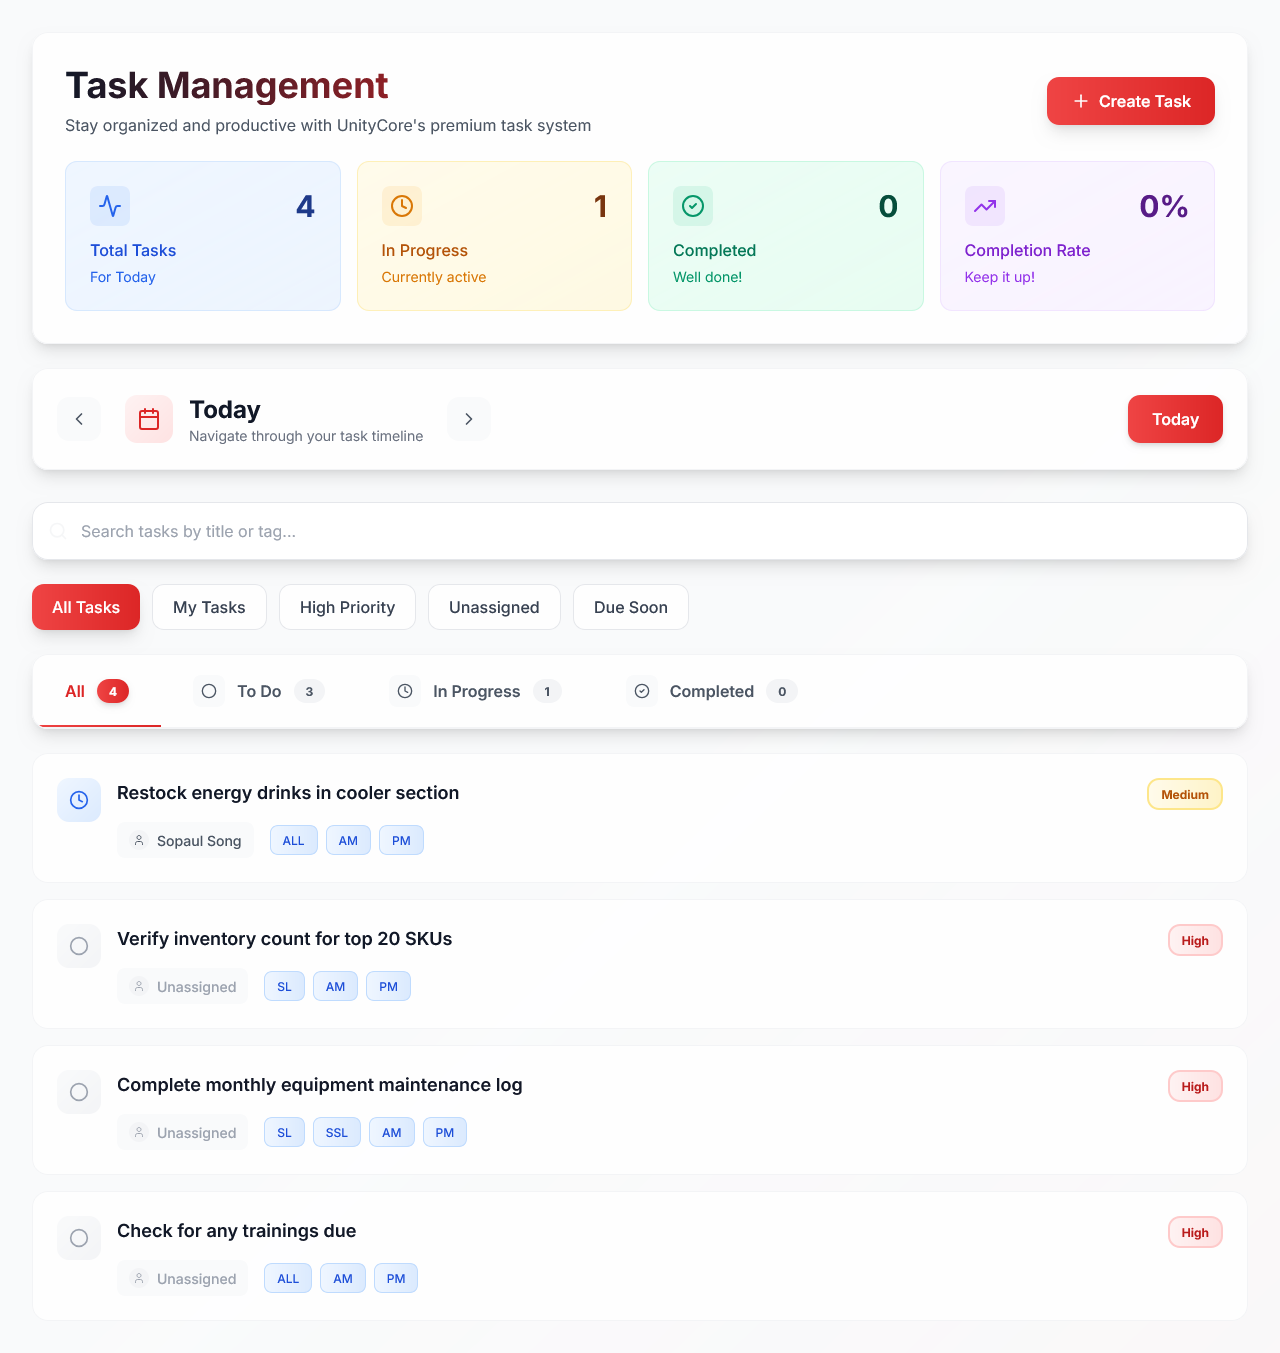 Task Management
Stay organized and productive with UnityCore's premium task system
Create Task
4
Total Tasks
For Today
1
In Progress
Currently active
0
Completed
Well done!
0%
Completion Rate
Keep it up!
Today
Navigate through your task timeline
Today
Search tasks by title or tag...
All Tasks
My Tasks
High Priority
Unassigned
Due Soon
All 4
To Do 3
In Progress 1
Completed 0
Restock energy drinks in cooler section
Medium
Sopaul Song ALL AM PM
Verify inventory count for top 20 SKUs
High
Unassigned SL AM PM
Complete monthly equipment maintenance log
High
Unassigned SL SSL AM PM
Check for any trainings due
High
Unassigned ALL AM PM